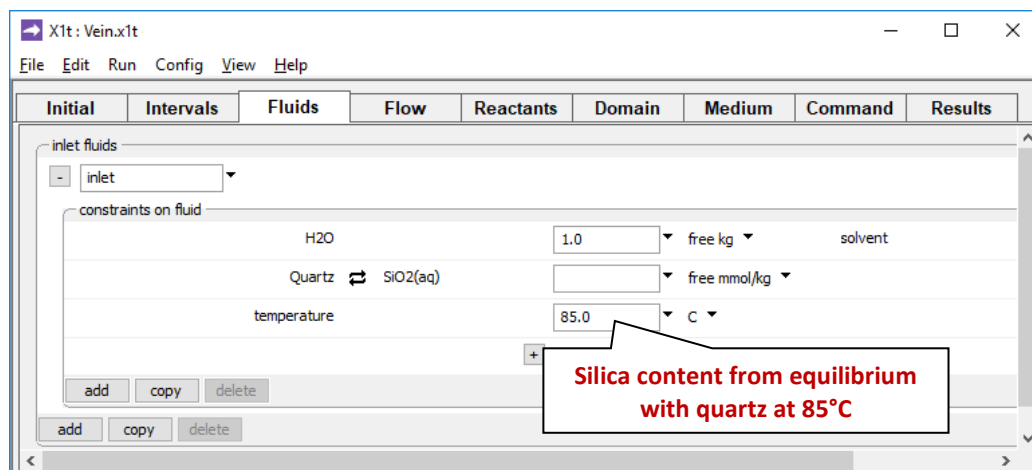 X1t : Vein.x1t
File Edit Run Config View Help
Initial Intervals Fluids Flow Reactants Domain Medium Command Results
inlet fluids
- inlet
constraints on fluid
H2O 1.0 free kg solvent
Quartz SiO2(aq) free mmol/kg
temperature 85.0 C
+
Silica content from equilibrium
with quartz at 85°C
add copy delete
add copy delete